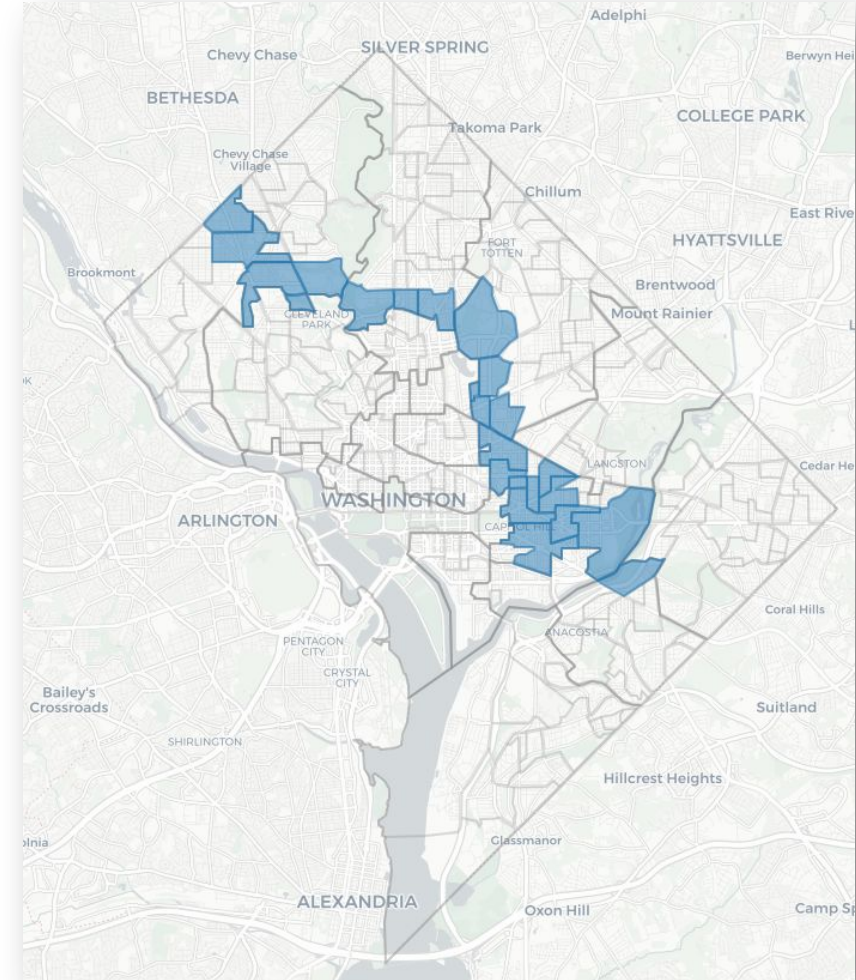 Adelphi
SILVER SPRING
Chevy Chase
Berwyn Hei
BETHESDA
COLLEGE PARK
Takoma Park
Chevy Chase
Village
Chillum
East Rive
HYATTSVILLE
FORT
TOTTEN
Brookmont
Brentwood
Mount Rainier
CLEVELAND
PARK
LANGSTON
Cedar He
WASHINGTON
ARLINGTON
CAPITOL HILL
Coral Hills
ANACOSTIA
PENTAGON
CITY
CRYSTAL
CITY
Bailey's
Crossroads
Suitland
SHIRLINGTON
Hillcrest Heights
Glassmanor
olnia
ALEXANDRIA
Oxon Hill
Camp Sp